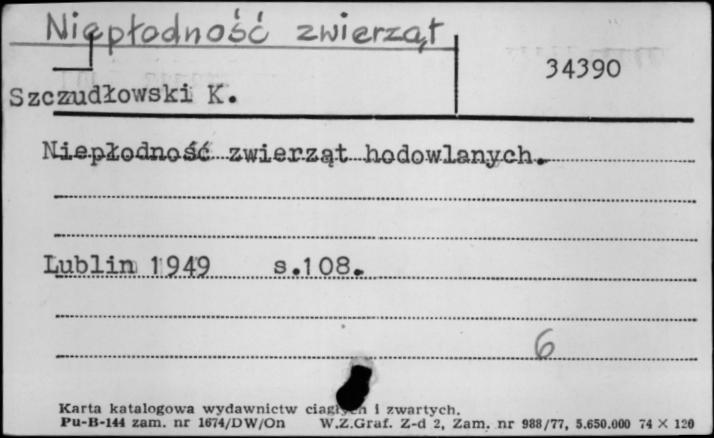 Niepłodność zwierząt
34390
Szczudłowski K.
Niepłodność zwierząt hodowlanych.
Lublin 1949 s.108.
6
Karta katalogowa wydawnictw ciągłych i zwartych.
Pu-B-144 zam. nr 1674/DW/On W.Z.Graf. Z-d 2, Zam. nr 988/77, 5.650.000 74 X 120